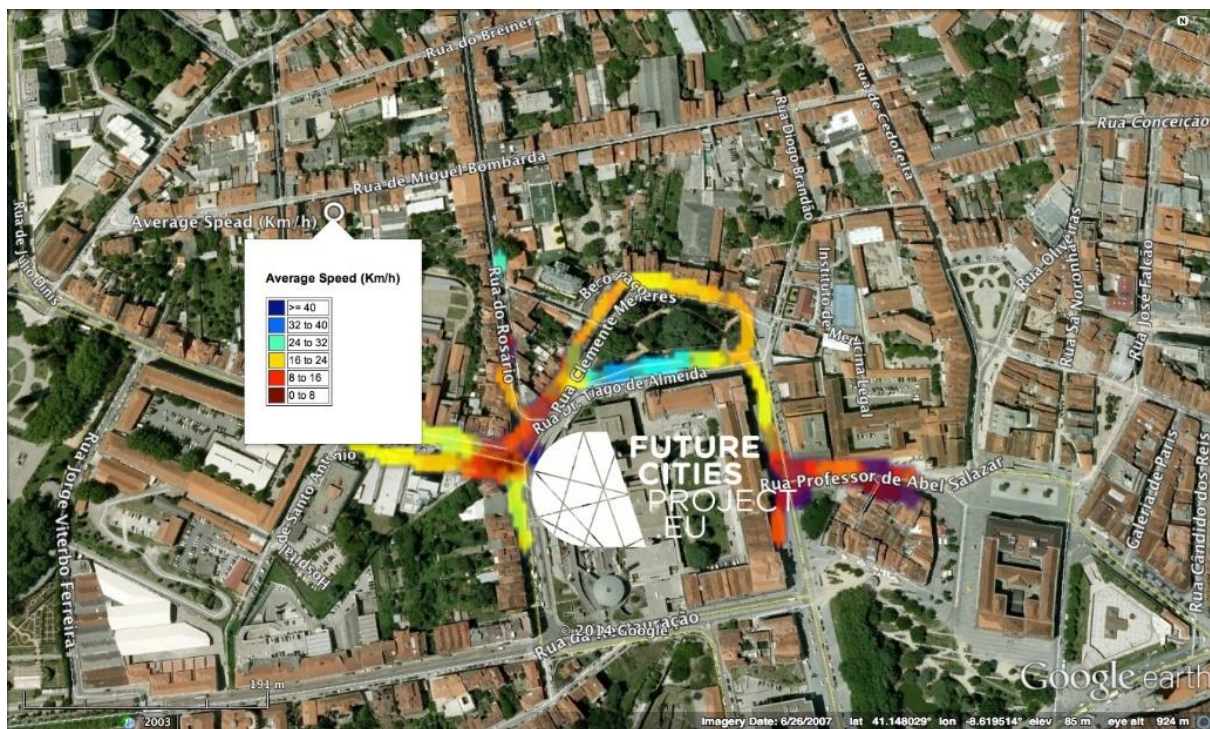 N
Rua do Breiner
Rua de Cedofeita
Rua Conceição
Rua Diogo Brandão
Rua de Miguel Bombarda
Rua de Júlio Dinis
Average Spead (Km/h)
Rua Oliveiras
Rua Sá Noronha
Rua José Falcão
Average Speed (Km/h)
>= 40
32 to 40
24 to 32
16 to 24
8 to 16
0 to 8
Rua do Rosário
Beco Paço
Rua Clemente Meneres
Instituto de Medicina Legal
Rua Dr. Tiago de Almeida
Hospital de Santo António
FUTURE
CITIES
PROJECT
EU
Rua Professor de Abel Salazar
Galeria de Paris
Rua Cândido dos Reis
Rua Jorge Viterbo Ferreira
© 2014 Google
Rua da Restauração
Google earth
191 m
2003
Imagery Date: 6/26/2007 lat 41.148029° lon -8.619514° elev 85 m eye alt 924 m